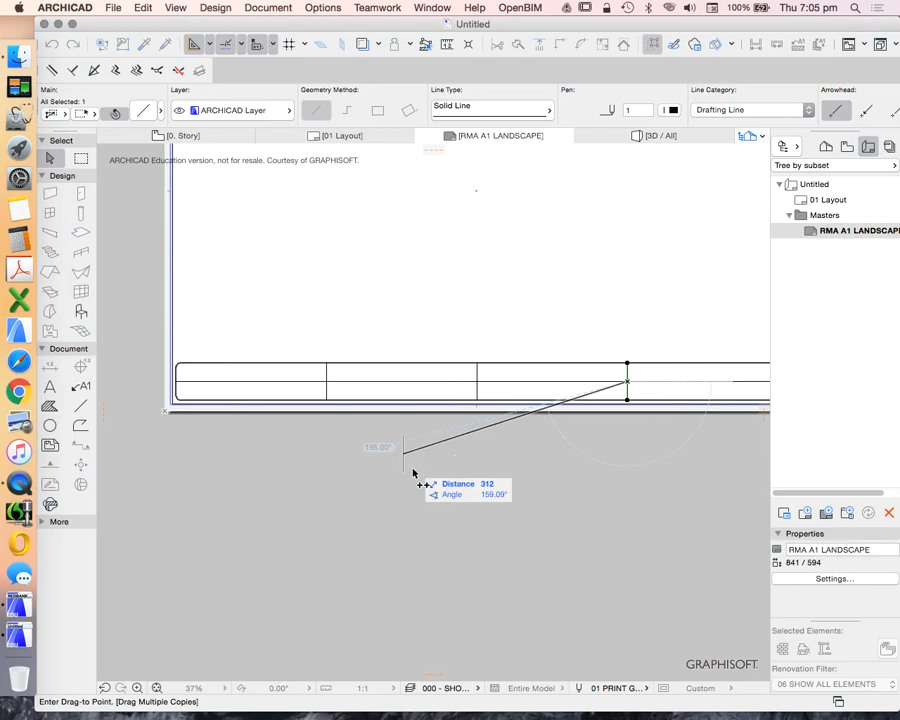 ARCHICAD File Edit View Design Document Options Teamwork Window Help OpenBIM 100% Thu 7:05 pm
Untitled
Main:
All Selected: 1
Layer:
ARCHICAD Layer
Geometry Method:
Line Type:
Solid Line
Pen:
1
Line Category:
Drafting Line
Arrowhead:
Select
[0. Story]
[01 Layout]
[RMA A1 LANDSCAPE]
[3D / All]
ARCHICAD Education version, not for resale. Courtesy of GRAPHISOFT.
Tree by subset
Design
Untitled
01 Layout
Masters
RMA A1 LANDSCAPE
Document
A
A1
More
195.00°
Distance 312
Angle 159.09°
Properties
RMA A1 LANDSCAPE
841 / 594
Settings...
Selected Elements:
Renovation Filter:
06 SHOW ALL ELEMENTS
GRAPHISOFT.
37%
0.00°
1:1
000 - SHO...
Entire Model
01 PRINT G...
Custom
Enter Drag-to Point. [Drag Multiple Copies]